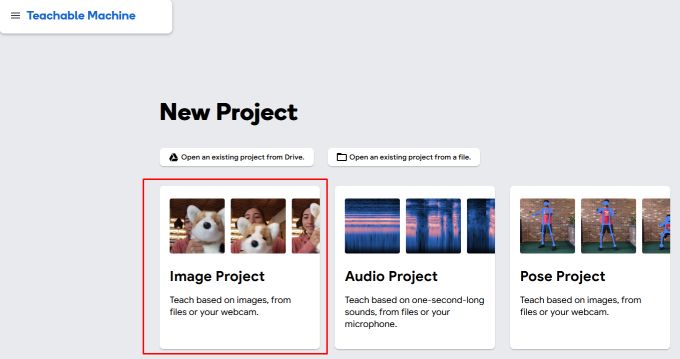 Teachable Machine
New Project
Open an existing project from Drive.
Open an existing project from a file.
Image Project
Teach based on images, from
files or your webcam.
Audio Project
Teach based on one-second-long
sounds, from files or your
microphone.
Pose Project
Teach based on images, from
files or your webcam.